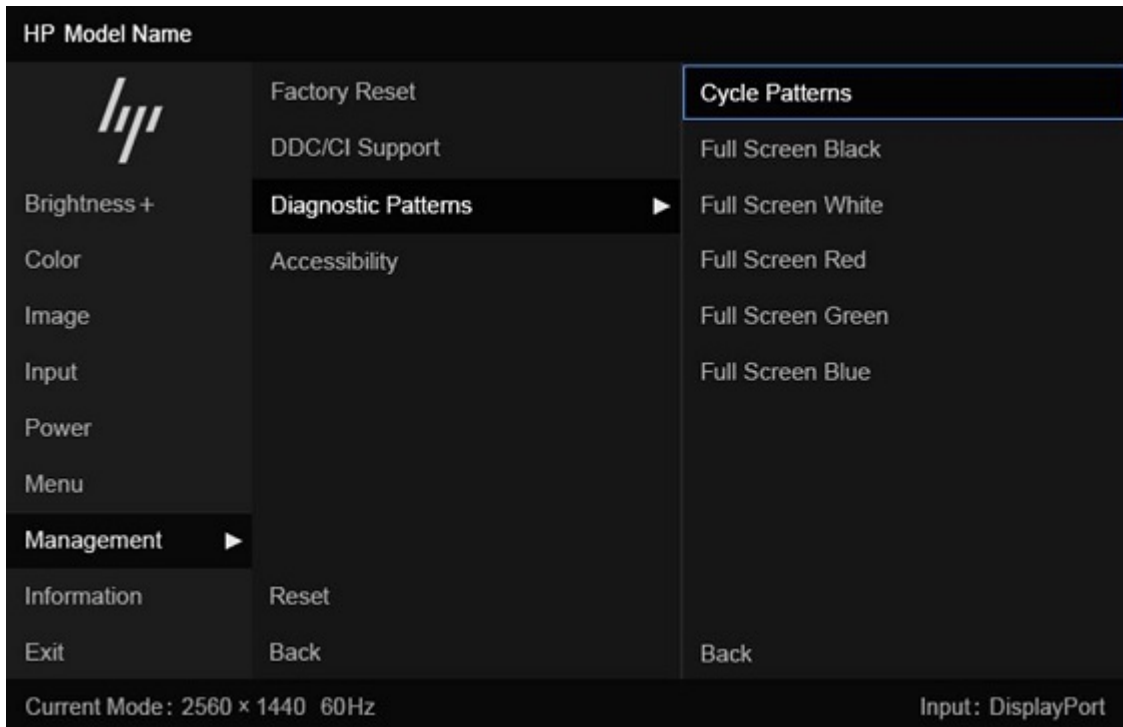 HP Model Name
hp
Brightness +
Color
Image
Input
Power
Menu
Management
Information
Exit
Factory Reset
DDC/CI Support
Diagnostic Patterns
Accessibility
Reset
Back
Cycle Patterns
Full Screen Black
Full Screen White
Full Screen Red
Full Screen Green
Full Screen Blue
Back
Current Mode: 2560 × 1440 60Hz
Input: DisplayPort